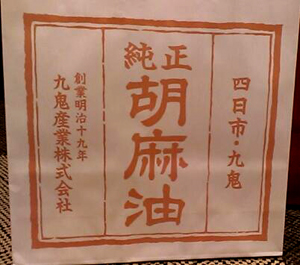 四日市・九鬼
純正
胡麻油
創業明治十九年
九鬼産業株式会社